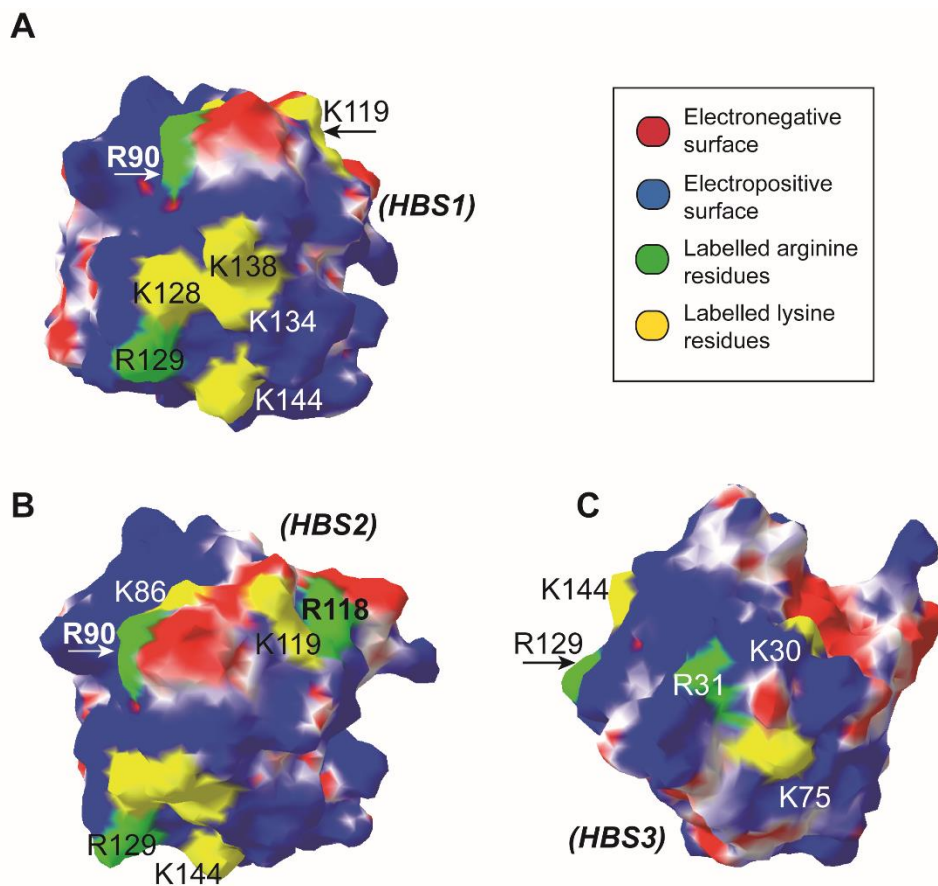 A
K119
R90
(HBS1)
K138
K128
K134
R129
K144
Electronegative
surface
Electropositive
surface
Labelled arginine
residues
Labelled lysine
residues
B
(HBS2)
K86
R118
R90
K119
R129
K144
C
K144
R129
K30
R31
K75
(HBS3)